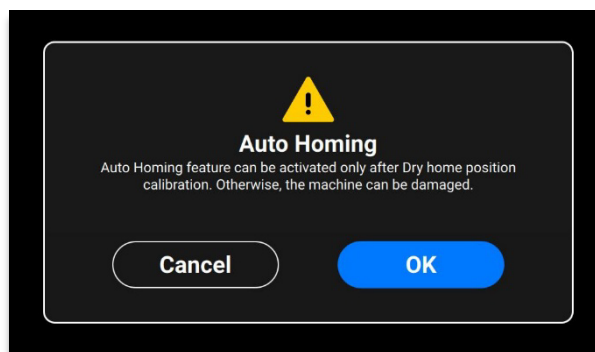 Auto Homing
Auto Homing feature can be activated only after Dry home position
calibration. Otherwise, the machine can be damaged.
Cancel
OK